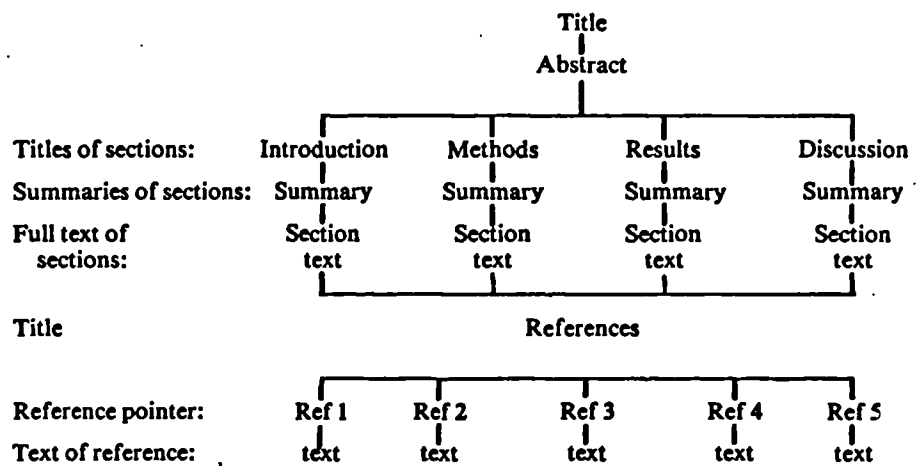 Title
Abstract
Titles of sections: Introduction Methods Results Discussion
Summaries of sections: Summary Summary Summary Summary
Full text of Section Section Section Section
sections: text text text text
Title References
Reference pointer: Ref 1 Ref 2 Ref 3 Ref 4 Ref 5
Text of reference: text text text text text